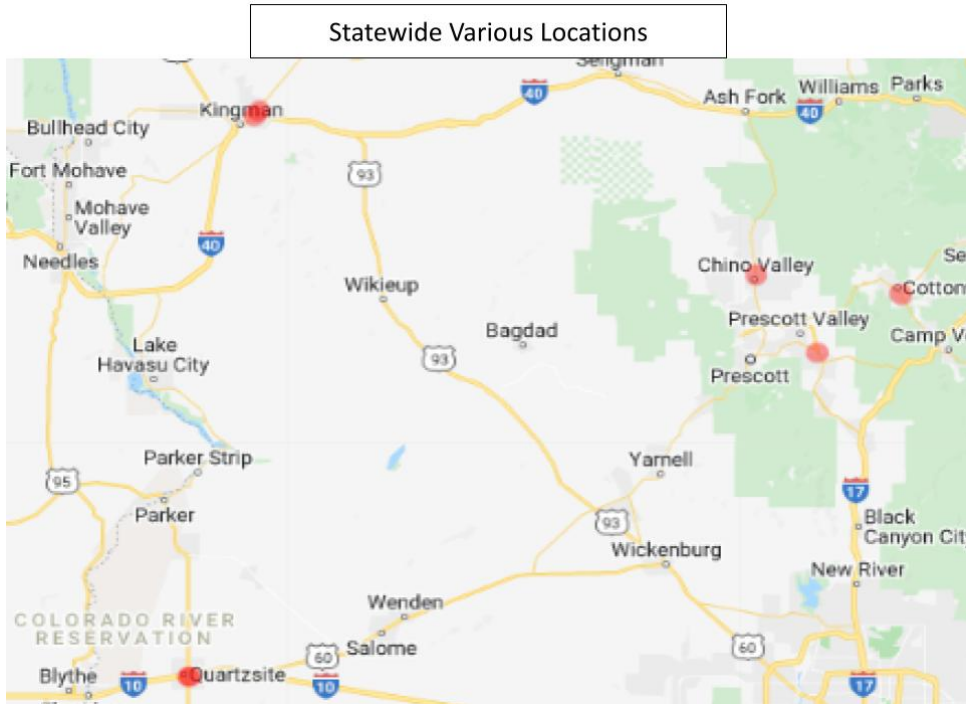 Statewide Various Locations
Seligman
Kingman
40
Ash Fork
Williams
Parks
40
Bullhead City
Fort Mohave
93
Mohave
Valley
40
Needles
Chino Valley
Wikieup
Prescott Valley
Bagdad
Camp V
Lake
Havasu City
93
Prescott
Parker Strip
Yarnell
95
17
Parker
93
Black
Canyon City
Wickenburg
New River
COLORADO RIVER
RESERVATION
Wenden
Salome
60
60
Blythe
10
Quartzsite
10
17